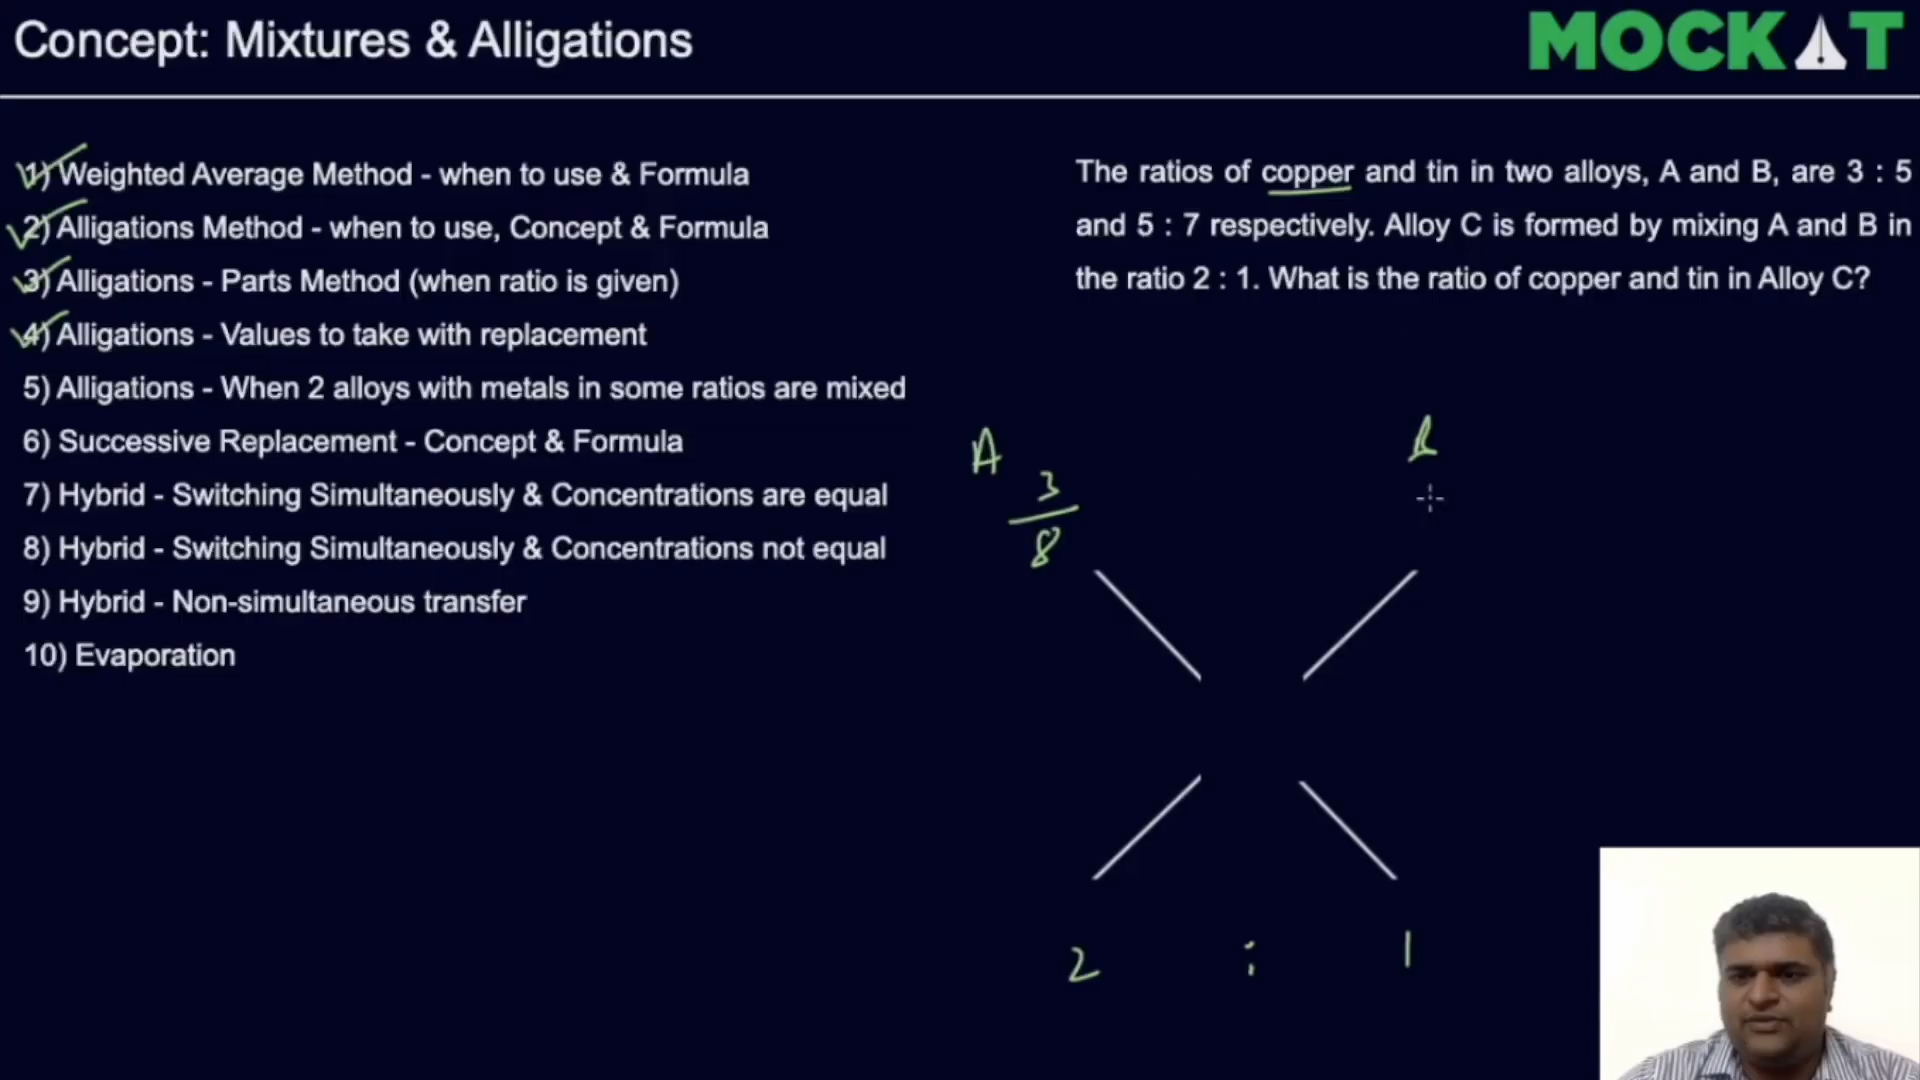 Concept: Mixtures & Alligations
MOCKAT
1) Weighted Average Method - when to use & Formula
2) Alligations Method - when to use, Concept & Formula
3) Alligations - Parts Method (when ratio is given)
4) Alligations - Values to take with replacement
5) Alligations - When 2 alloys with metals in some ratios are mixed
6) Successive Replacement - Concept & Formula
7) Hybrid - Switching Simultaneously & Concentrations are equal
8) Hybrid - Switching Simultaneously & Concentrations not equal
9) Hybrid - Non-simultaneous transfer
10) Evaporation
The ratios of copper and tin in two alloys, A and B, are 3 : 5
and 5 : 7 respectively. Alloy C is formed by mixing A and B in
the ratio 2 : 1. What is the ratio of copper and tin in Alloy C?
A
3
8
2 : 1